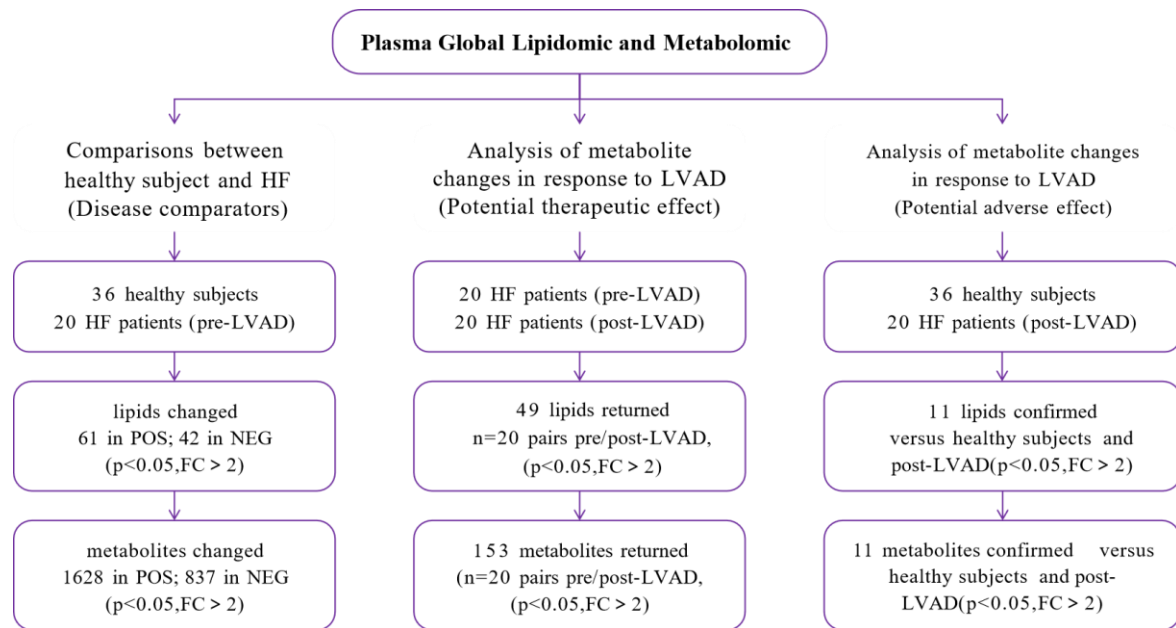 Plasma Global Lipidomic and Metabolomic
Comparisons between
healthy subject and HF
(Disease comparators)
36 healthy subjects
20 HF patients (pre-LVAD)
lipids changed
61 in POS; 42 in NEG
(p<0.05,FC > 2)
metabolites changed
1628 in POS; 837 in NEG
(p<0.05,FC > 2)
Analysis of metabolite
changes in response to LVAD
(Potential therapeutic effect)
20 HF patients (pre-LVAD)
20 HF patients (post-LVAD)
49 lipids returned
n=20 pairs pre/post-LVAD,
(p<0.05,FC > 2)
153 metabolites returned
(n=20 pairs pre/post-LVAD,
(p<0.05,FC > 2)
Analysis of metabolite changes
in response to LVAD
(Potential adverse effect)
36 healthy subjects
20 HF patients (post-LVAD)
11 lipids confirmed
versus healthy subjects and
post-LVAD(p<0.05,FC > 2)
11 metabolites confirmed versus
healthy subjects and post-
LVAD(p<0.05,FC > 2)